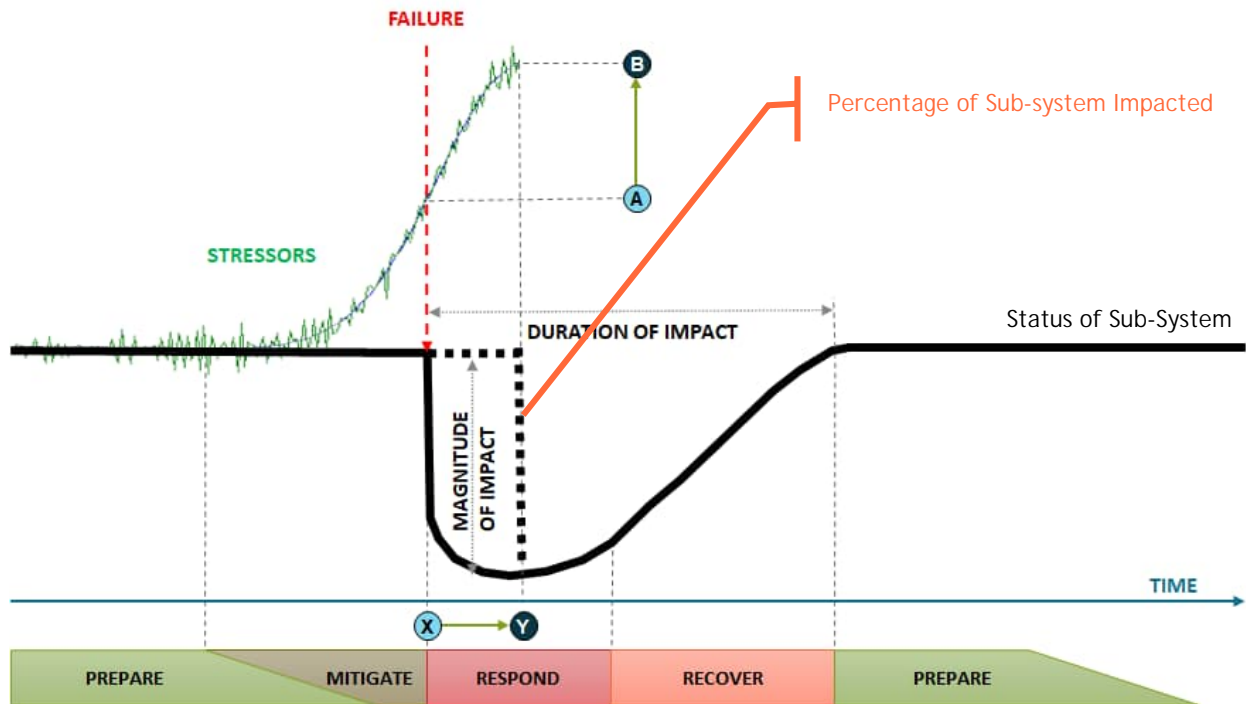 FAILURE
B
Percentage of Sub-system Impacted
A
STRESSORS
DURATION OF IMPACT
Status of Sub-System
MAGNITUDE
OF IMPACT
TIME
X
Y
PREPARE
MITIGATE
RESPOND
RECOVER
PREPARE